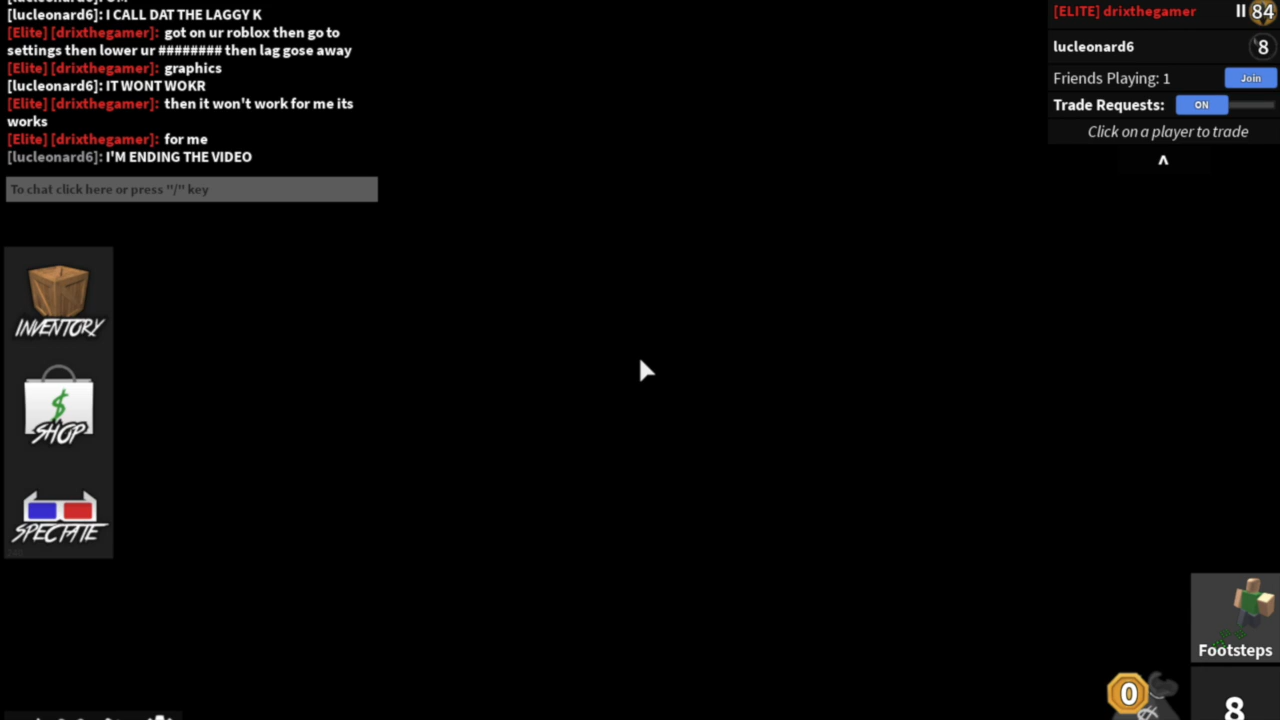 [lucleonard6]: I CALL DAT THE LAGGY K
[Elite] [drixthegamer]: got on ur roblox then go to
settings then lower ur ######## then lag gose away
[Elite] [drixthegamer]: graphics
[lucleonard6]: IT WONT WOKR
[Elite] [drixthegamer]: then it won't work for me its
works
[Elite] [drixthegamer]: for me
[lucleonard6]: I'M ENDING THE VIDEO
To chat click here or press "/" key
INVENTORY
$
SHOP
SPECTATE
[ELITE] drixthegamer II 84
lucleonard6 8
Friends Playing: 1 Join
Trade Requests: ON
Click on a player to trade
^
Footsteps
0
8